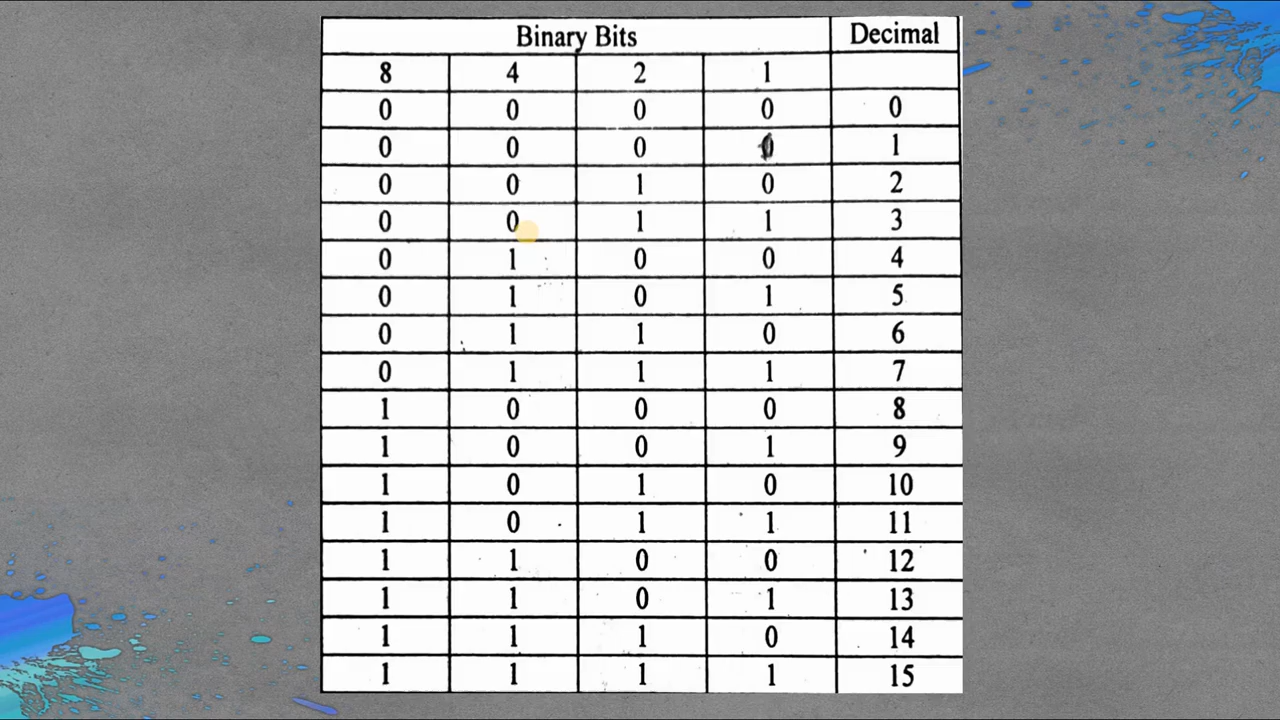 Binary Bits Decimal
8 4 2 1
0 0 0 0 0
0 0 0 1
0 0 1 0 2
0 0 1 1 3
0 1 0 0 4
0 1 0 1 5
0 1 1 0 6
0 1 1 1 7
1 0 0 0 8
1 0 0 1 9
1 0 1 0 10
1 0 1 1 11
1 1 0 0 12
1 1 0 1 13
1 1 1 0 14
1 1 1 1 15